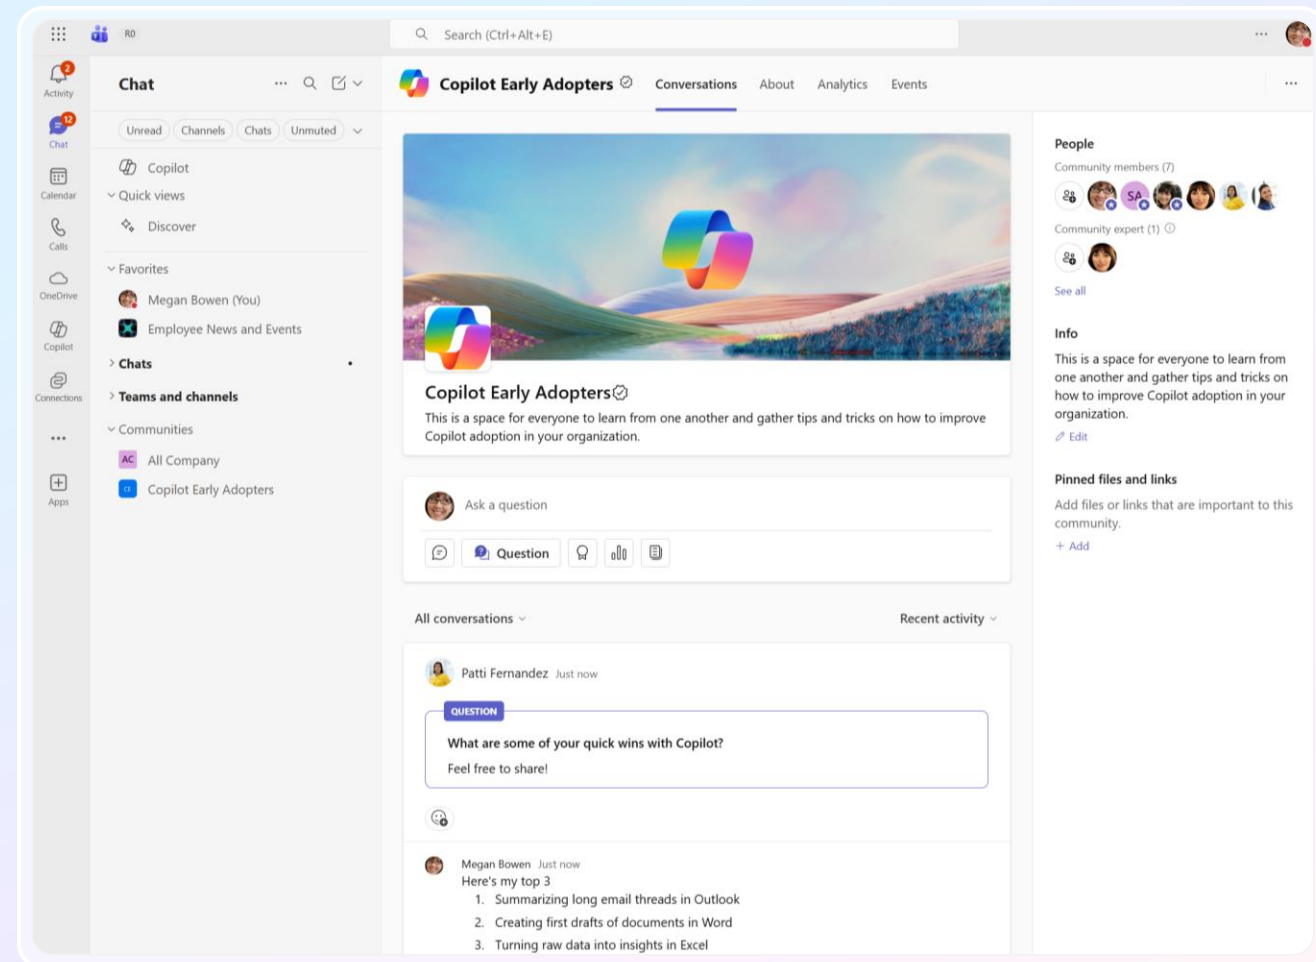 R0
Search (Ctrl+Alt+E)
2
Activity
12
Chat
Calendar
Calls
OneDrive
Copilot
Connections
Apps
Chat
Unread
Channels
Chats
Unmuted
Copilot
Quick views
Discover
Favorites
Megan Bowen (You)
Employee News and Events
Chats
Teams and channels
Communities
AC All Company
CE Copilot Early Adopters
Copilot Early Adopters
Conversations
About
Analytics
Events
Copilot Early Adopters
This is a space for everyone to learn from one another and gather tips and tricks on how to improve
Copilot adoption in your organization.
Ask a question
Question
All conversations
Recent activity
Patti Fernandez Just now
QUESTION
What are some of your quick wins with Copilot?
Feel free to share!
Megan Bowen Just now
Here's my top 3
1. Summarizing long email threads in Outlook
2. Creating first drafts of documents in Word
3. Turning raw data into insights in Excel
People
Community members (7)
SA
Community expert (1)
See all
Info
This is a space for everyone to learn from
one another and gather tips and tricks on
how to improve Copilot adoption in your
organization.
Edit
Pinned files and links
Add files or links that are important to this
community.
+ Add